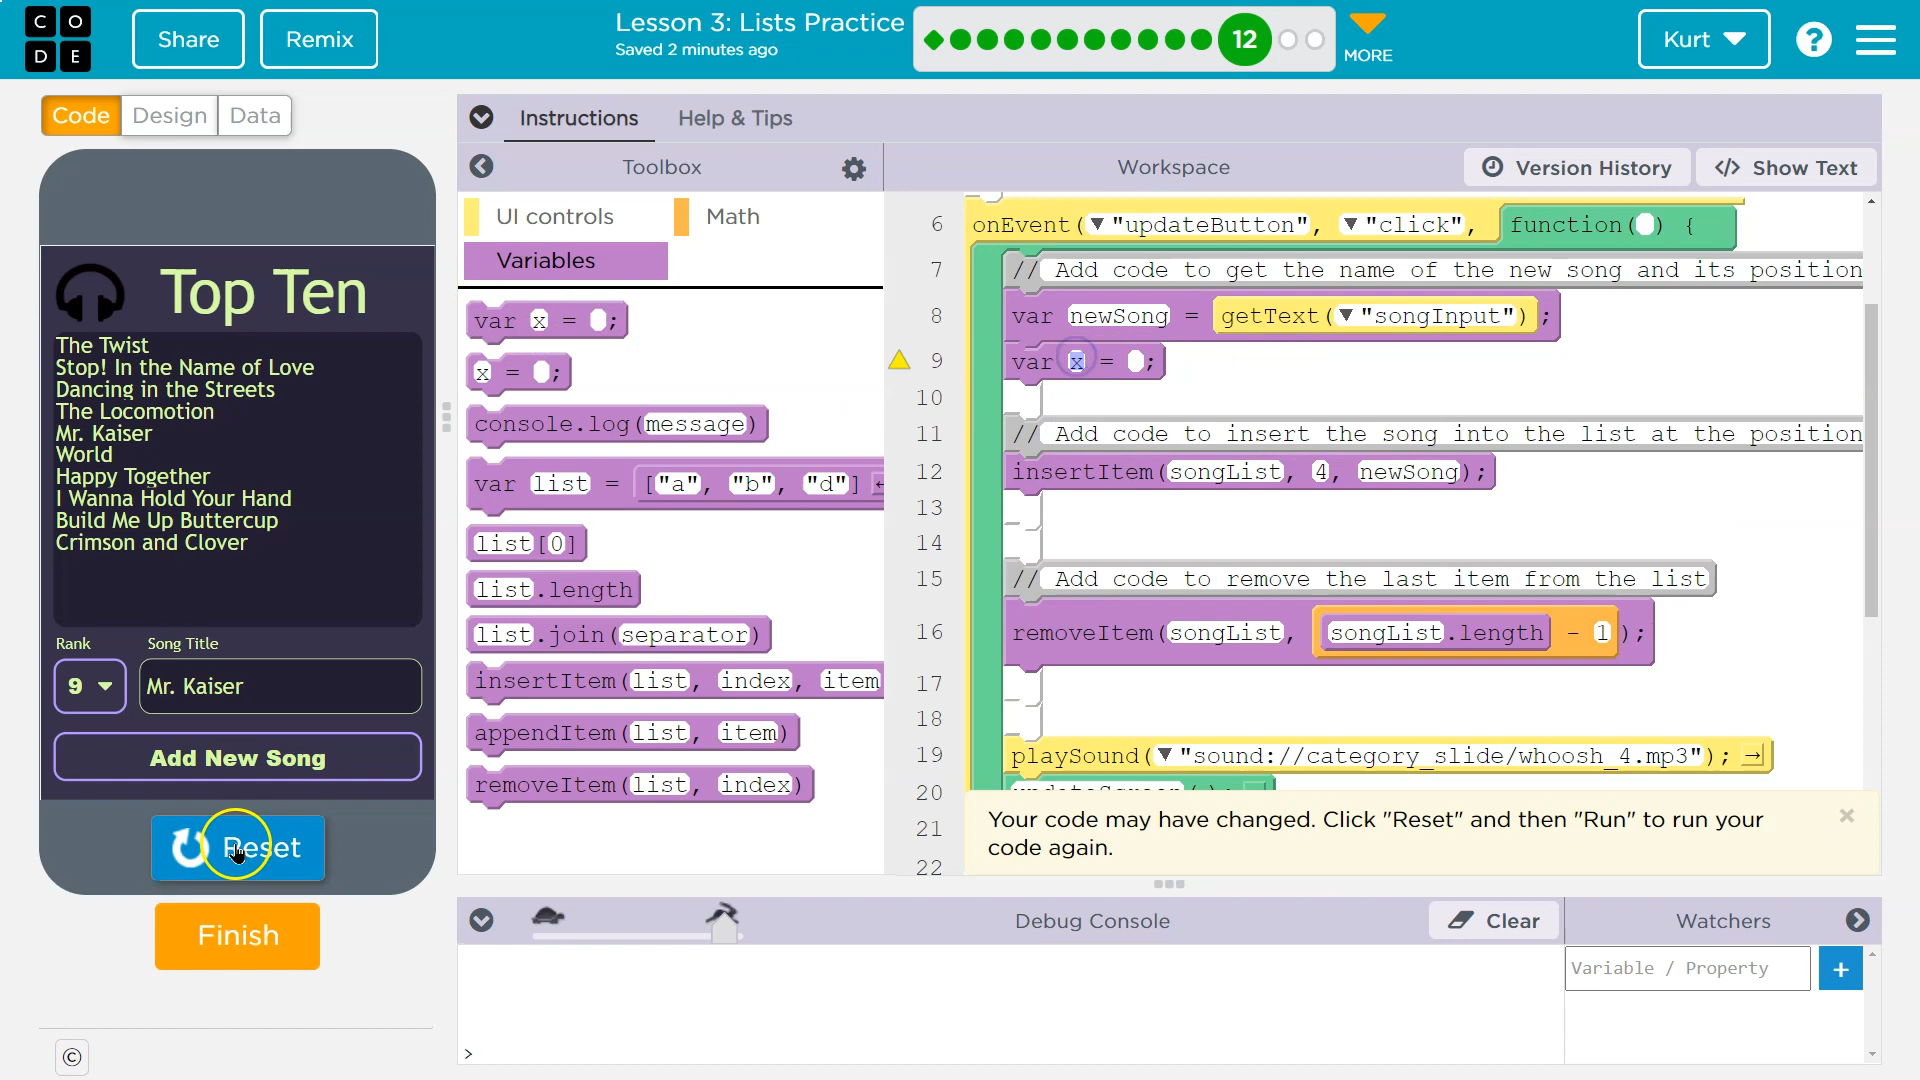 CODE
Share
Remix
Lesson 3: Lists Practice
Saved 2 minutes ago
12
MORE
Kurt
?
Code
Design
Data
Instructions
Help & Tips
Toolbox
Workspace
Version History
</> Show Text
Top Ten
The Twist
Stop! In the Name of Love
Dancing in the Streets
The Locomotion
Mr. Kaiser
World
Happy Together
I Wanna Hold Your Hand
Build Me Up Buttercup
Crimson and Clover
Rank
Song Title
9
Mr. Kaiser
Add New Song
Reset
Finish
©
UI controls
Math
Variables
var x = ;
x = ;
console.log(message)
var list = ["a", "b", "d"]
list[0]
list.length
list.join(separator)
insertItem(list, index, item
appendItem(list, item)
removeItem(list, index)
6 onEvent("updateButton", "click", function() {
7 // Add code to get the name of the new song and its position
8 var newSong = getText("songInput");
9 var x = ;
10
11 // Add code to insert the song into the list at the position
12 insertItem(songList, 4, newSong);
13
14
15 // Add code to remove the last item from the list
16 removeItem(songList, songList.length - 1);
17
18
19 playSound("sound://category_slide/whoosh_4.mp3");
20
21
22
Your code may have changed. Click "Reset" and then "Run" to run your
code again.
Debug Console
Clear
Watchers
Variable / Property
+
>